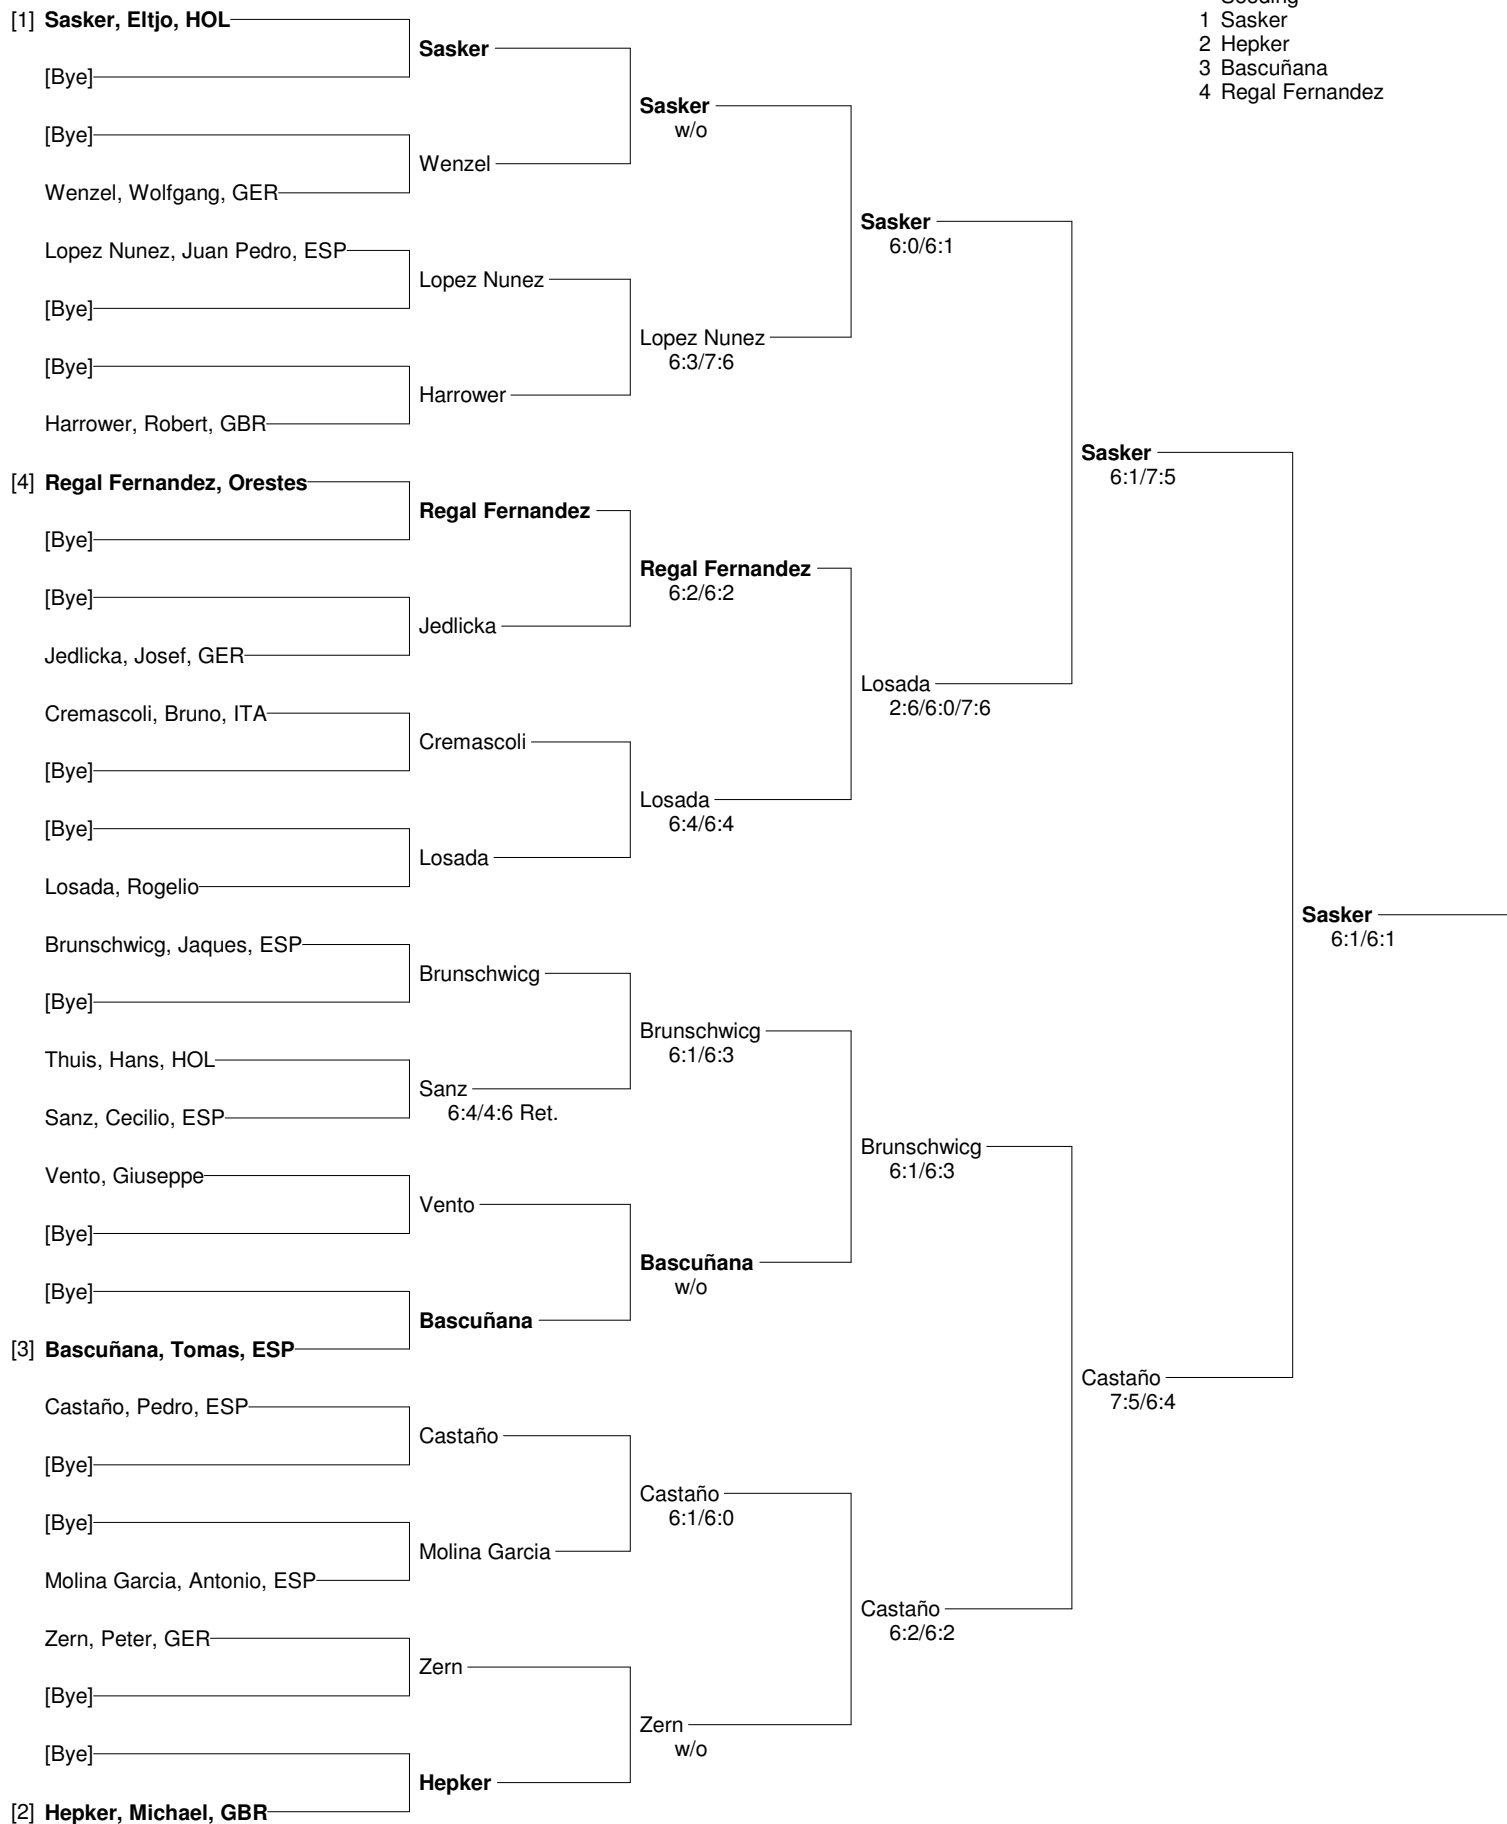 Seeding
1 Sasker
2 Hepker
3 Bascuñana
4 Regal Fernandez
[1] Sasker, Eltjo, HOL
[Bye]
[Bye]
Wenzel, Wolfgang, GER
Lopez Nunez, Juan Pedro, ESP
[Bye]
[Bye]
Harrower, Robert, GBR
[4] Regal Fernandez, Orestes
[Bye]
[Bye]
Jedlicka, Josef, GER
Cremascoli, Bruno, ITA
[Bye]
[Bye]
Losada, Rogelio
Brunschwicg, Jaques, ESP
[Bye]
Thuis, Hans, HOL
Sanz, Cecilio, ESP
Vento, Giuseppe
[Bye]
[Bye]
[3] Bascuñana, Tomas, ESP
Castaño, Pedro, ESP
[Bye]
[Bye]
Molina Garcia, Antonio, ESP
Zern, Peter, GER
[Bye]
[Bye]
[2] Hepker, Michael, GBR
Sasker
Wenzel
Lopez Nunez
Harrower
Regal Fernandez
Jedlicka
Cremascoli
Losada
Brunschwicg
Sanz
6:4/4:6 Ret.
Vento
Bascuñana
Castaño
Molina Garcia
Zern
Hepker
Sasker
w/o
Lopez Nunez
6:3/7:6
Regal Fernandez
6:2/6:2
Losada
6:4/6:4
Brunschwicg
6:1/6:3
Bascuñana
w/o
Castaño
6:1/6:0
Zern
w/o
Sasker
6:0/6:1
Losada
2:6/6:0/7:6
Brunschwicg
6:1/6:3
Castaño
6:2/6:2
Sasker
6:1/7:5
Castaño
7:5/6:4
Sasker
6:1/6:1